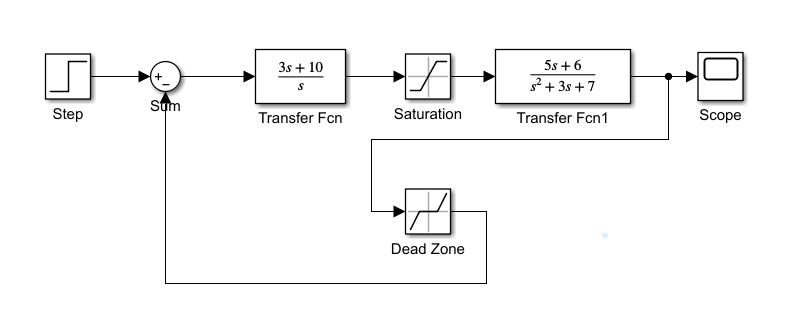 3s + 10
s
5s + 6
s² + 3s + 7
+
−
Step
Sum
Transfer Fcn
Saturation
Transfer Fcn1
Scope
Dead Zone